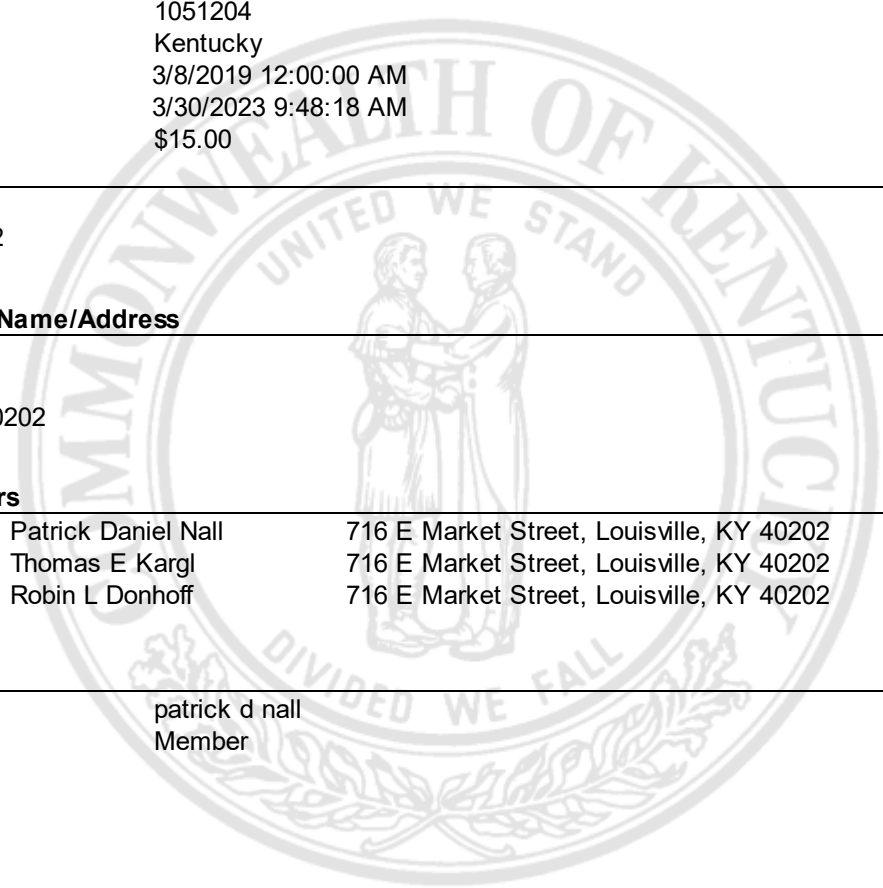 1051204
Kentucky
3/8/2019 12:00:00 AM
3/30/2023 9:48:18 AM
$15.00
COMMONWEALTH OF KENTUCKY
UNITED WE STAND
2
Name/Address
0202
rs
Patrick Daniel Nall 716 E Market Street, Louisville, KY 40202
Thomas E Kargl 716 E Market Street, Louisville, KY 40202
Robin L Donhoff 716 E Market Street, Louisville, KY 40202
DIVIDED WE FALL
patrick d nall
Member